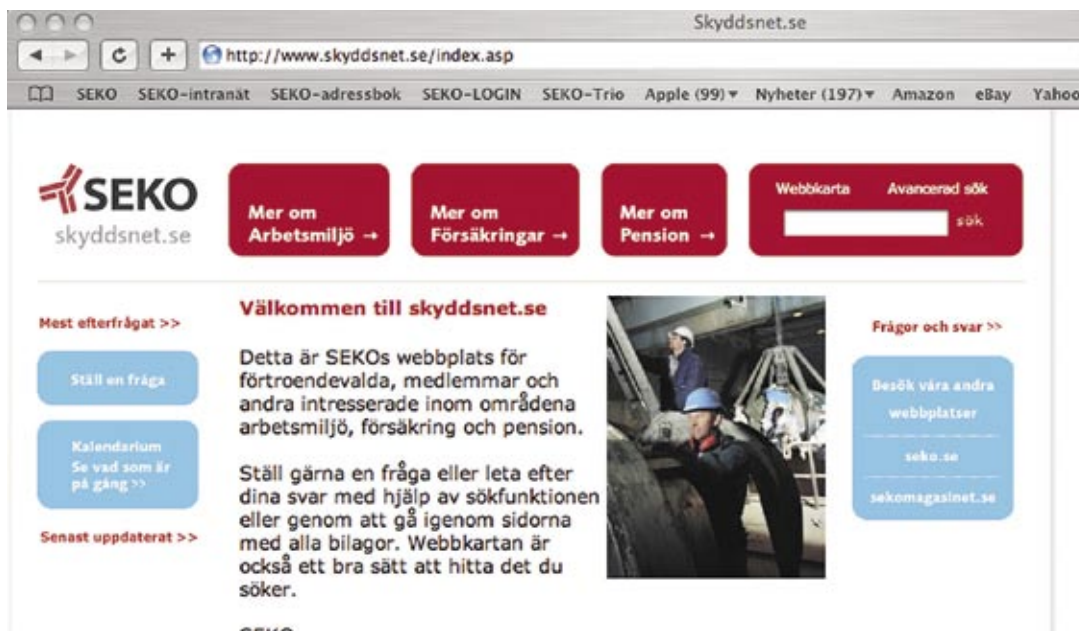 Skyddsnet.se
http://www.skyddsnet.se/index.asp
SEKO SEKO-intranät SEKO-adressbok SEKO-LOGIN SEKO-Trio Apple (99) Nyheter (197) Amazon eBay Yahoo
SEKO
skyddsnet.se
Mer om
Arbetsmiljö →
Mer om
Försäkringar →
Mer om
Pension →
Webbkarta Avancerad sök
sök
Mest efterfrågat >>
Ställ en fråga
Kalendarium
Se vad som är
på gång >>
Senast uppdaterat >>
Välkommen till skyddsnet.se
Detta är SEKOs webbplats för
förtroendevalda, medlemmar och
andra intresserade inom områdena
arbetsmiljö, försäkring och pension.
Ställ gärna en fråga eller leta efter
dina svar med hjälp av sökfunktionen
eller genom att gå igenom sidorna
med alla bilagor. Webbkartan är
också ett bra sätt att hitta det du
söker.
SEKO
Frågor och svar >>
Besök våra andra
webbplatser
seko.se
sekomagasinet.se